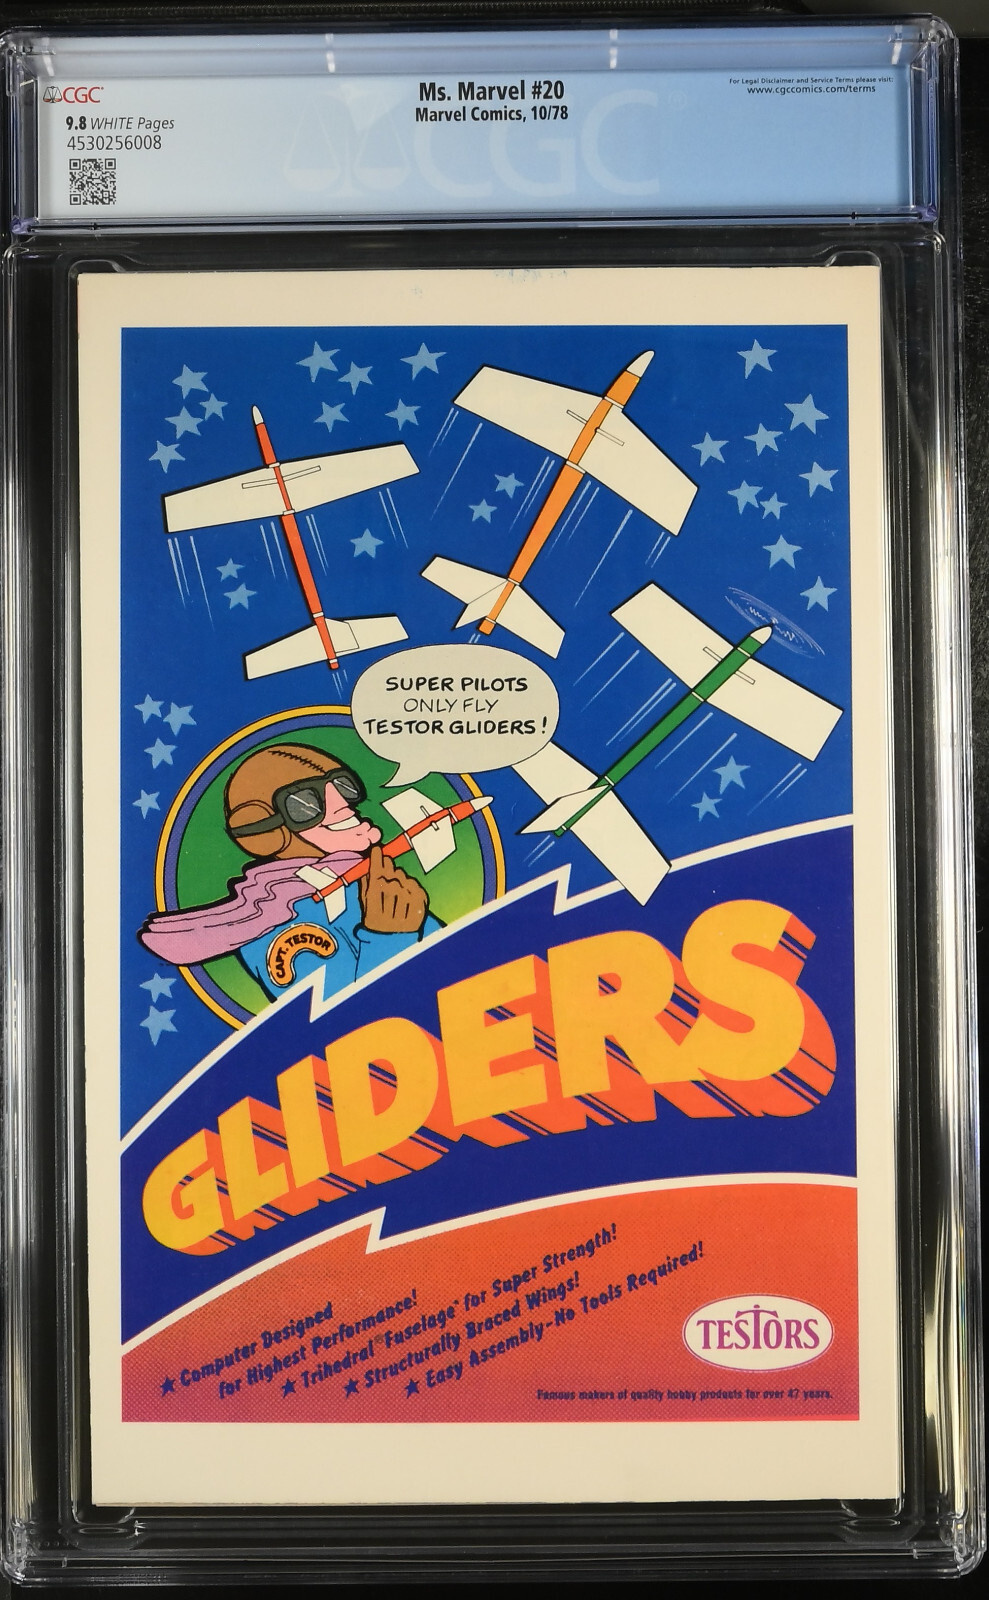 CGC
Ms. Marvel #20
Marvel Comics, 10/78
For Legal Disclaimer and Service Terms please visit:
www.cgccomics.com/terms
9.8 WHITE Pages
4530256008
CGC
SUPER PILOTS
ONLY FLY
TESTOR GLIDERS!
CAPT. TESTOR
GLIDERS
★ Computer Designed
for Highest Performance!
★ Trihedral® Fuselage™ for Super Strength!
★ Structurally Braced Wings!
★ Easy Assembly-No Tools Required!
TESTORS
Famous makers of quality hobby products for over 47 years.